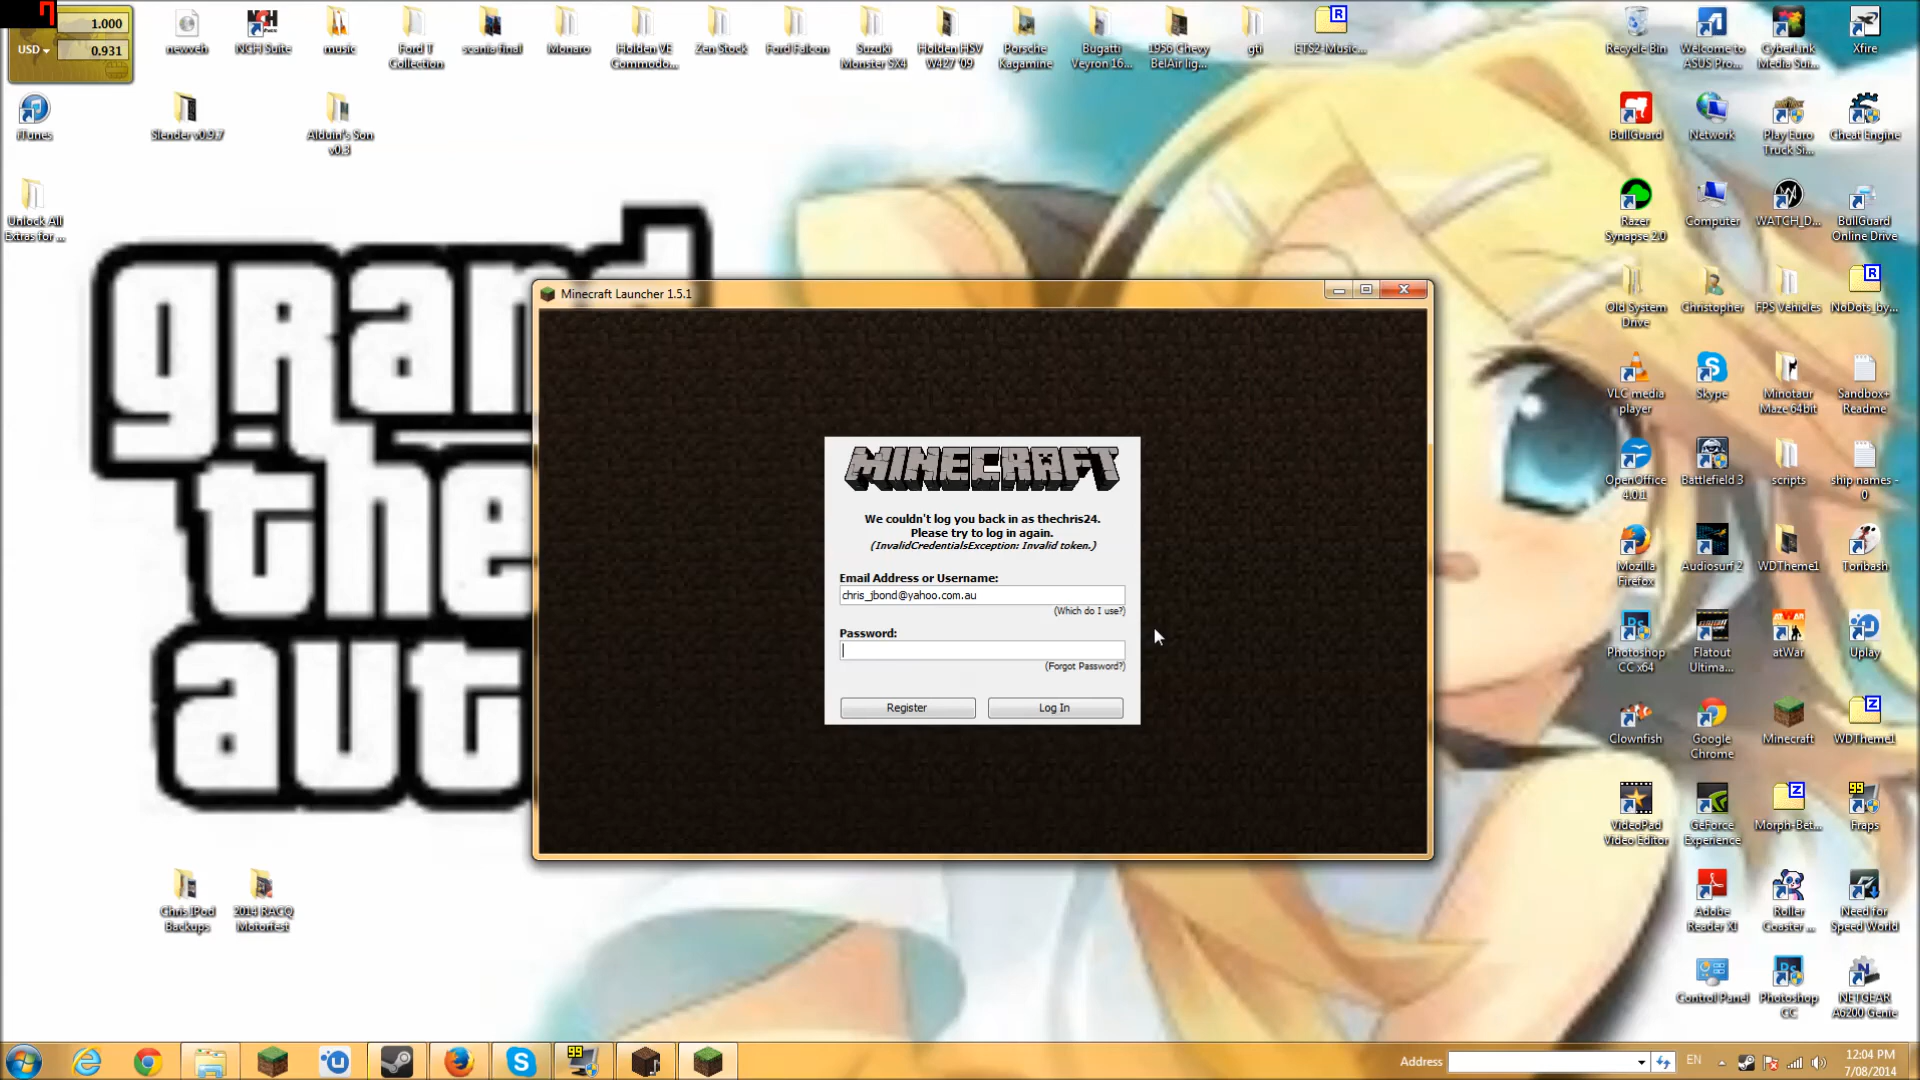 1.000
USD
0.931
newveh
NCH Suite
music
Ford T
Collection
scania final
Monaro
Holden VE
Commodo...
Zen Stock
Ford Falcon
Suzuki
Monster SX4
Holden HSV
W427 '09
Porsche
Kagamine
Bugatti
Veyron 16...
1956 Chevy
BelAir lig...
gti
R
ETS2-Music...
Recycle Bin
Welcome to
ASUS Pro...
CyberLink
Media Sui...
Xfire
iTunes
Slender v0.9.7
Alduin's Son
v0.3
BullGuard
Network
Play Euro
Truck Si...
Cheat Engine
Unlock All
Extras for ...
Razer
Synapse 2.0
Computer
WATCH_D...
BullGuard
Online Drive
grand
the
auto
Minecraft Launcher 1.5.1
Old System
Drive
Christopher
FPS Vehicles
R
NoDots_by...
VLC media
player
Skype
Minotaur
Maze 64bit
Sandbox+
Readme
MINECRAFT
We couldn't log you back in as thechris24.
Please try to log in again.
(InvalidCredentialsException: Invalid token.)
Email Address or Username:
chris_jbond@yahoo.com.au
(Which do I use?)
Password:
(Forgot Password?)
Register
Log In
OpenOffice
4.0.1
Battlefield 3
scripts
ship names -
0
Mozilla
Firefox
Audiosurf 2
WDTheme1
Toribash
Ps
Photoshop
CC x64
Flatout
Ultima...
atWar
Uplay
Clownfish
Google
Chrome
Minecraft
Z
WDTheme1
VideoPad
Video Editor
GeForce
Experience
Z
Morph-Bet...
99
Fraps
Chris IPod
Backups
2014 RACQ
Motorfest
Adobe
Reader XI
Roller
Coaster ...
Need for
Speed World
Control Panel
Ps
Photoshop
CC
NETGEAR
A6200 Genie
99
Address
EN
12:04 PM
7/08/2014